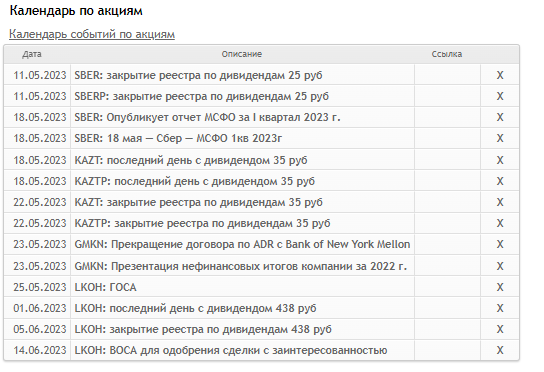 Календарь по акциям
Календарь событий по акциям
Дата Описание Ссылка
11.05.2023 SBER: закрытие реестра по дивидендам 25 руб X
11.05.2023 SBERP: закрытие реестра по дивидендам 25 руб X
18.05.2023 SBER: Опубликует отчет МСФО за I квартал 2023 г. X
18.05.2023 SBER: 18 мая — Сбер — МСФО 1кв 2023г X
18.05.2023 KAZT: последний день с дивидендом 35 руб X
18.05.2023 KAZTP: последний день с дивидендом 35 руб X
22.05.2023 KAZT: закрытие реестра по дивидендам 35 руб X
22.05.2023 KAZTP: закрытие реестра по дивидендам 35 руб X
23.05.2023 GMKN: Прекращение договора по ADR с Bank of New York Mellon X
23.05.2023 GMKN: Презентация нефинансовых итогов компании за 2022 г. X
25.05.2023 LKOH: ГОСА X
01.06.2023 LKOH: последний день с дивидендом 438 руб X
05.06.2023 LKOH: закрытие реестра по дивидендам 438 руб X
14.06.2023 LKOH: ВОСА для одобрения сделки с заинтересованностью X